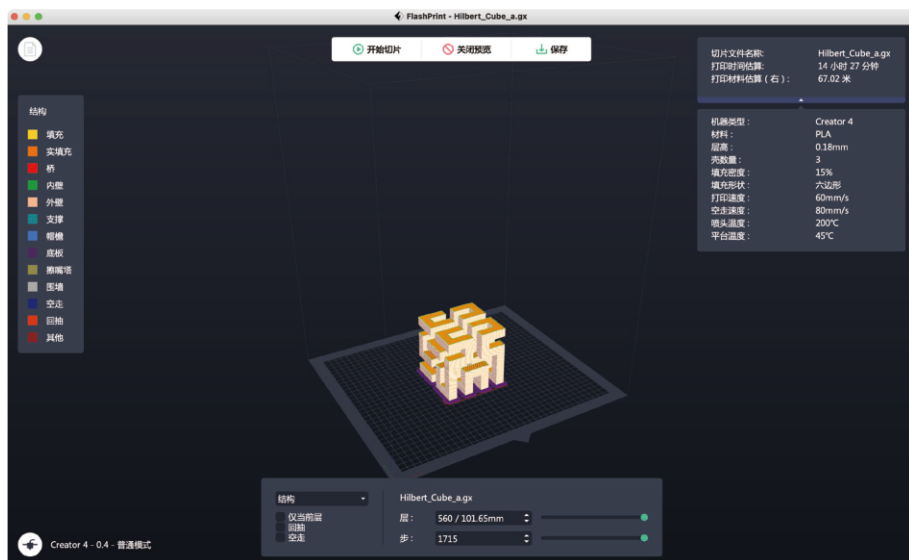 FlashPrint - Hilbert_Cube_a.gx
开始切片 关闭预览 保存
切片文件名称: Hilbert_Cube_a.gx
打印时间估算: 14 小时 27 分钟
打印材料估算（右）: 67.02 米
机器类型: Creator 4
材料: PLA
层高: 0.18mm
壳数量: 3
填充密度: 15%
填充形状: 六边形
打印速度: 60mm/s
空走速度: 80mm/s
喷头温度: 200℃
平台温度: 45℃
结构
填充
实填充
桥
内壁
外壁
支撑
帽檐
底板
擦嘴塔
围墙
空走
回抽
其他
结构
仅当前层
回抽
空走
Hilbert_Cube_a.gx
层: 560 / 101.65mm
步: 1715
Creator 4 - 0.4 - 普通模式